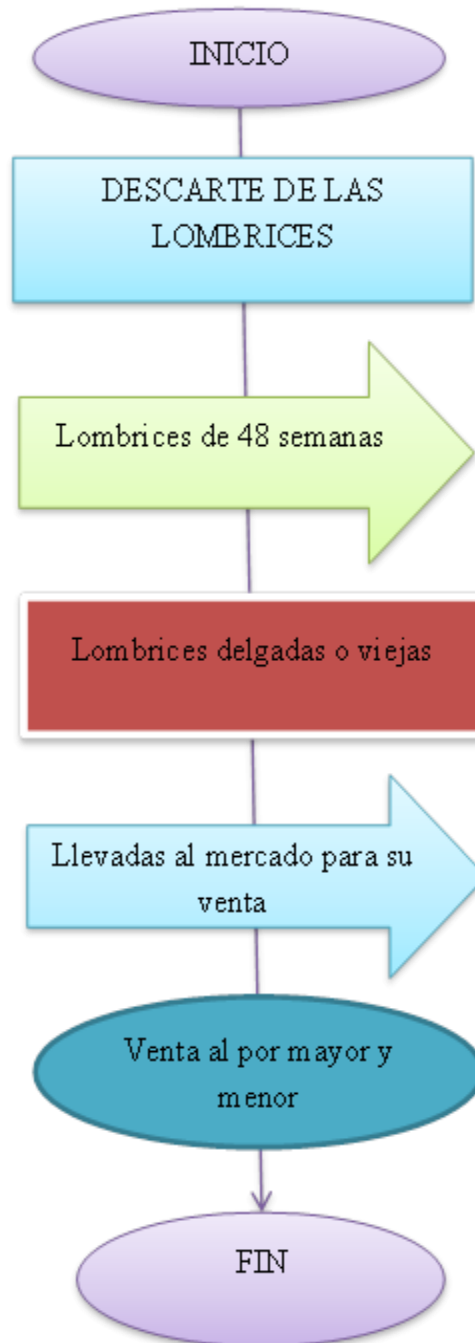 INICIO
DESCARTE DE LAS
LOMBRICES
Lombrices de 48 semanas
Lombrices delgadas o viejas
Llevadas al mercado para su
venta
Venta al por mayor y
menor
FIN